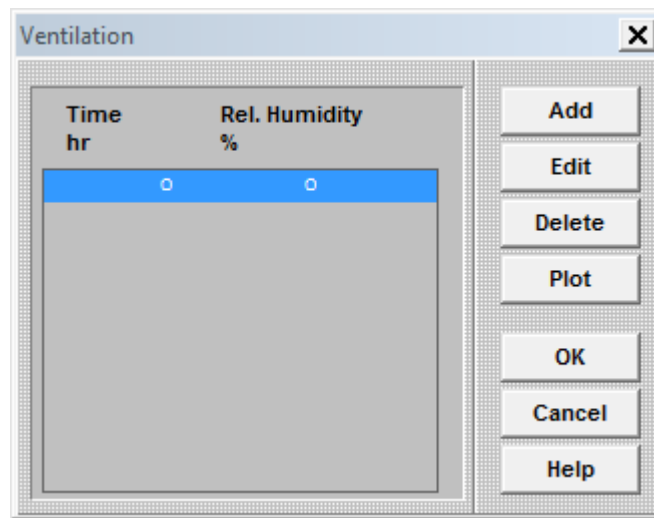 Ventilation
Time Rel. Humidity
hr %
0 0
Add
Edit
Delete
Plot
OK
Cancel
Help